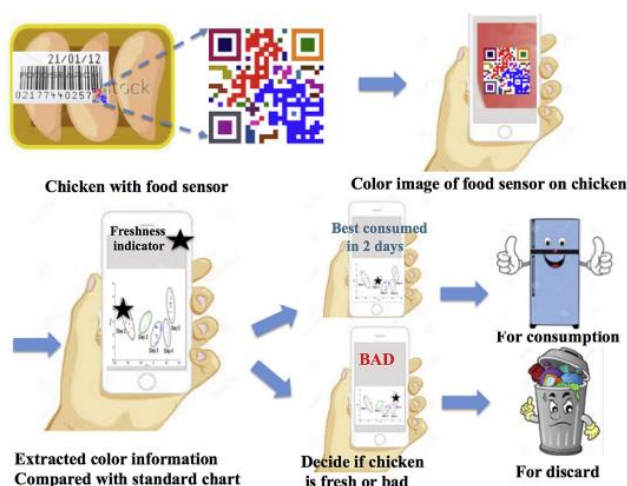 21/01/12
02177440257
Chicken with food sensor
Color image of food sensor on chicken
Freshness
indicator
Best consumed
in 2 days
For consumption
BAD
Extracted color information
Compared with standard chart
Decide if chicken
is fresh or bad
For discard